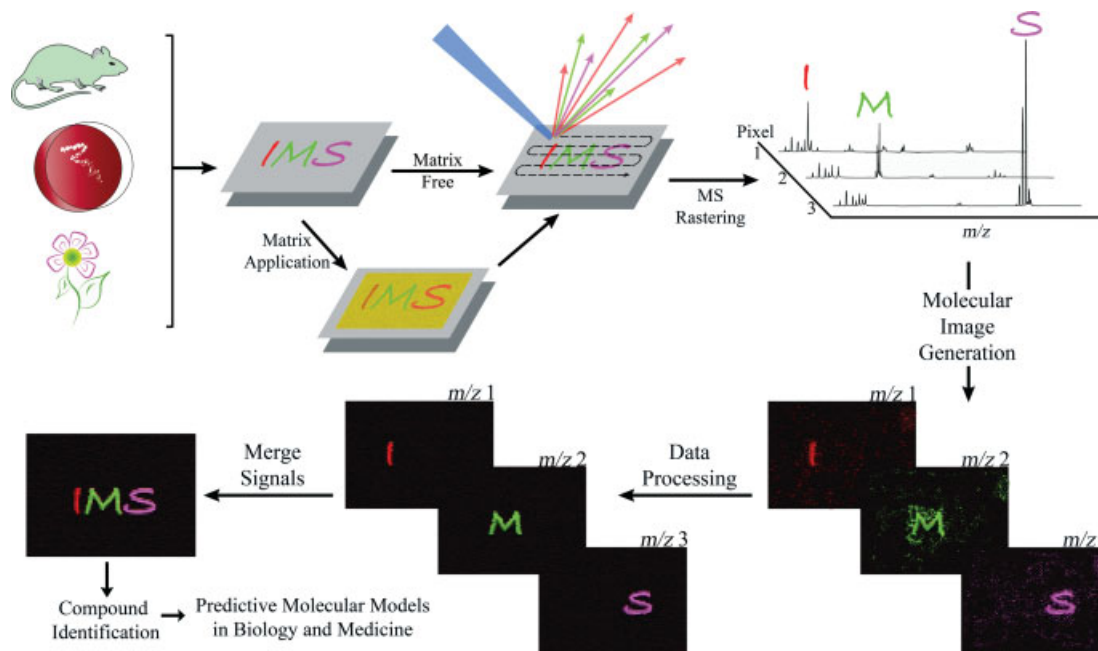 I
M
S
Pixel
1
2
3
m/z
IMS
Matrix
Free
IMS
MS
Rastering
Matrix
Application
IMS
Molecular
Image
Generation
m/z 1
I
m/z 2
M
m/z
S
Data
Processing
m/z 1
I
m/z 2
M
m/z 3
S
Merge
Signals
IMS
Compound
Identification
Predictive Molecular Models
in Biology and Medicine